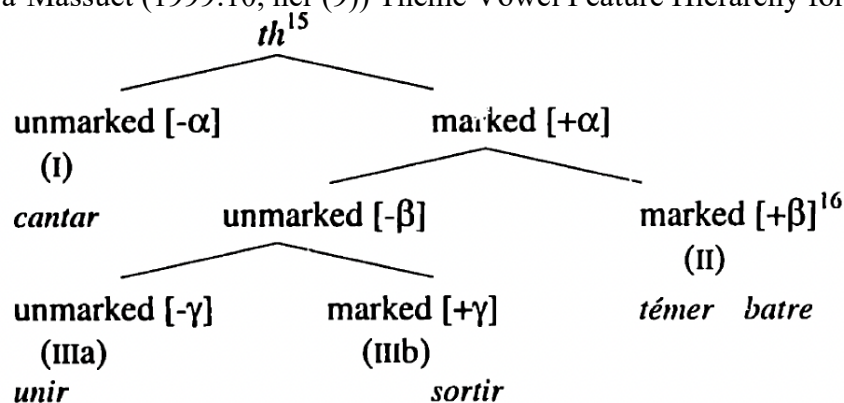 a-Massuet (1999:10, her (9)) Theme Vowel Feature Hierarchy for
th¹⁵
unmarked [-α] marked [+α]
(I)
cantar unmarked [-β] marked [+β]¹⁶
(II)
unmarked [-γ] marked [+γ] témer batre
(IIIa) (IIIb)
unir sortir